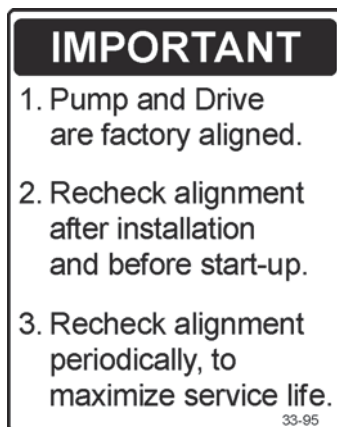 IMPORTANT
1. Pump and Drive
are factory aligned.
2. Recheck alignment
after installation
and before start-up.
3. Recheck alignment
periodically, to
maximize service life.
33-95